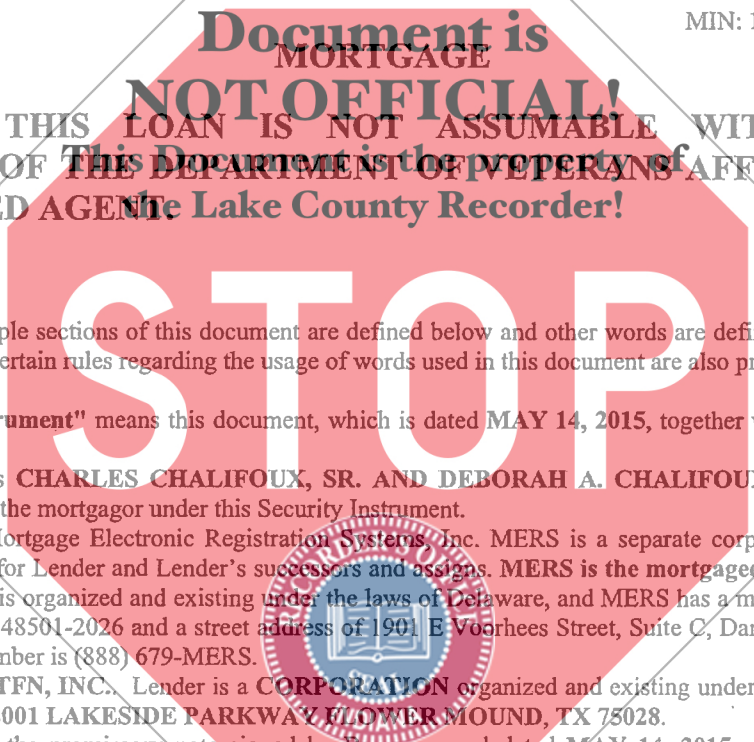 MIN: 1
Document is
MORTGAGE
NOT OFFICIAL!
THIS LOAN IS NOT ASSUMABLE WIT
This Document is the property of
OF THE DEPARTMENT OF VETERANS AFF
the Lake County Recorder!
ED AGENT.
STOP
ple sections of this document are defined below and other words are defi
ertain rules regarding the usage of words used in this document are also pr
rument" means this document, which is dated MAY 14, 2015, together
s CHARLES CHALIFOUX, SR. AND DEBORAH A. CHALIFOUX
the mortgagor under this Security Instrument.
Mortgage Electronic Registration Systems, Inc. MERS is a separate corp
for Lender and Lender's successors and assigns. MERS is the mortgagee
is organized and existing under the laws of Delaware, and MERS has a m
48501-2026 and a street address of 1901 E Voorhees Street, Suite C, Dan
mber is (888) 679-MERS.
TFN, INC.. Lender is a CORPORATION organized and existing under
001 LAKESIDE PARKWAY FLOWER MOUND, TX 75028.
MAY 14, 2015